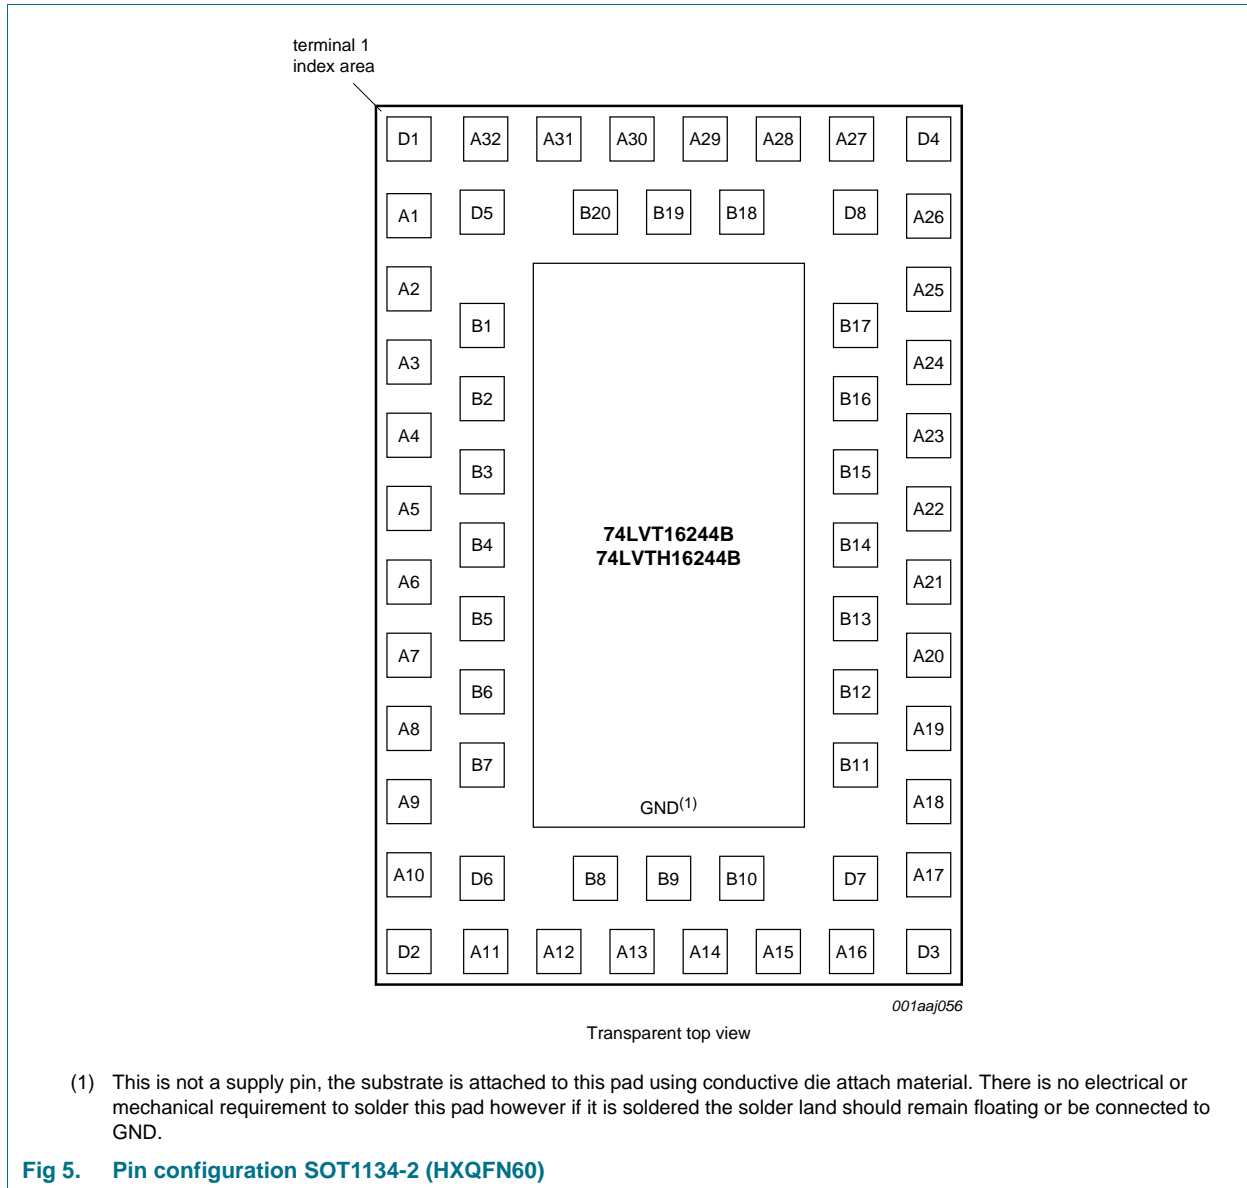 terminal 1
index area
D1 A32 A31 A30 A29 A28 A27 D4
A1 D5 B20 B19 B18 D8 A26
A2 A25
B1 B17
A3 A24
B2 B16
A4 A23
B3 B15
A5 A22
74LVT16244B
B4 B14
74LVTH16244B
A6 A21
B5 B13
A7 A20
B6 B12
A8 A19
B7 B11
A9 GND(1) A18
A10 D6 B8 B9 B10 D7 A17
D2 A11 A12 A13 A14 A15 A16 D3
001aaj056
Transparent top view
(1) This is not a supply pin, the substrate is attached to this pad using conductive die attach material. There is no electrical or
mechanical requirement to solder this pad however if it is soldered the solder land should remain floating or be connected to
GND.
Fig 5. Pin configuration SOT1134-2 (HXQFN60)